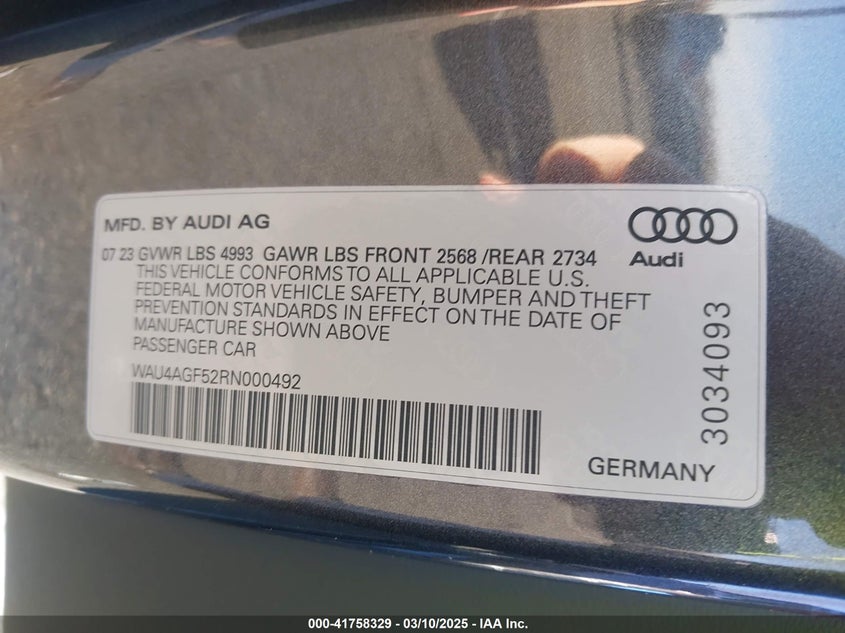 MFD. BY AUDI AG
07 23 GVWR LBS 4993 GAWR LBS FRONT 2568 /REAR 2734
THIS VEHICLE CONFORMS TO ALL APPLICABLE U.S.
FEDERAL MOTOR VEHICLE SAFETY, BUMPER AND THEFT
PREVENTION STANDARDS IN EFFECT ON THE DATE OF
MANUFACTURE SHOWN ABOVE
PASSENGER CAR
WAU4AGF52RN000492
Audi
3034093
GERMANY
000-41758329 — 03/10/2025 — IAA Inc.